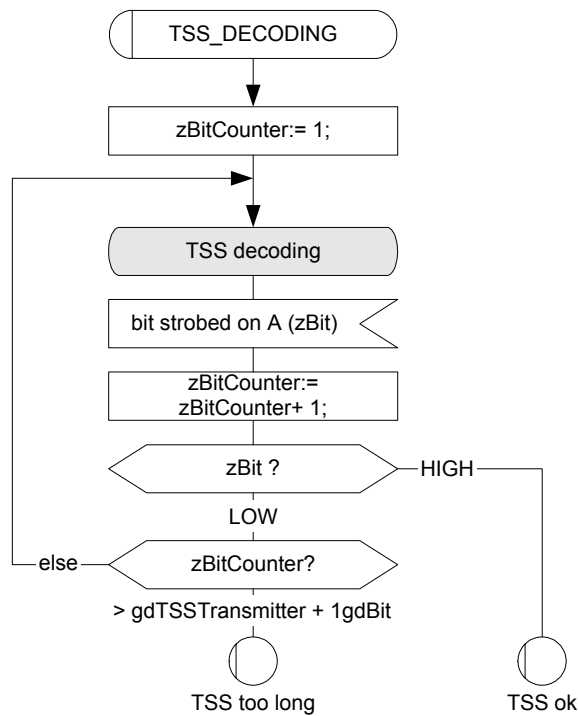 TSS_DECODING
zBitCounter:= 1;
TSS decoding
bit strobed on A (zBit)
zBitCounter:=
zBitCounter+ 1;
zBit ?
HIGH
LOW
else
zBitCounter?
> gdTSSTransmitter + 1gdBit
TSS too long
TSS ok